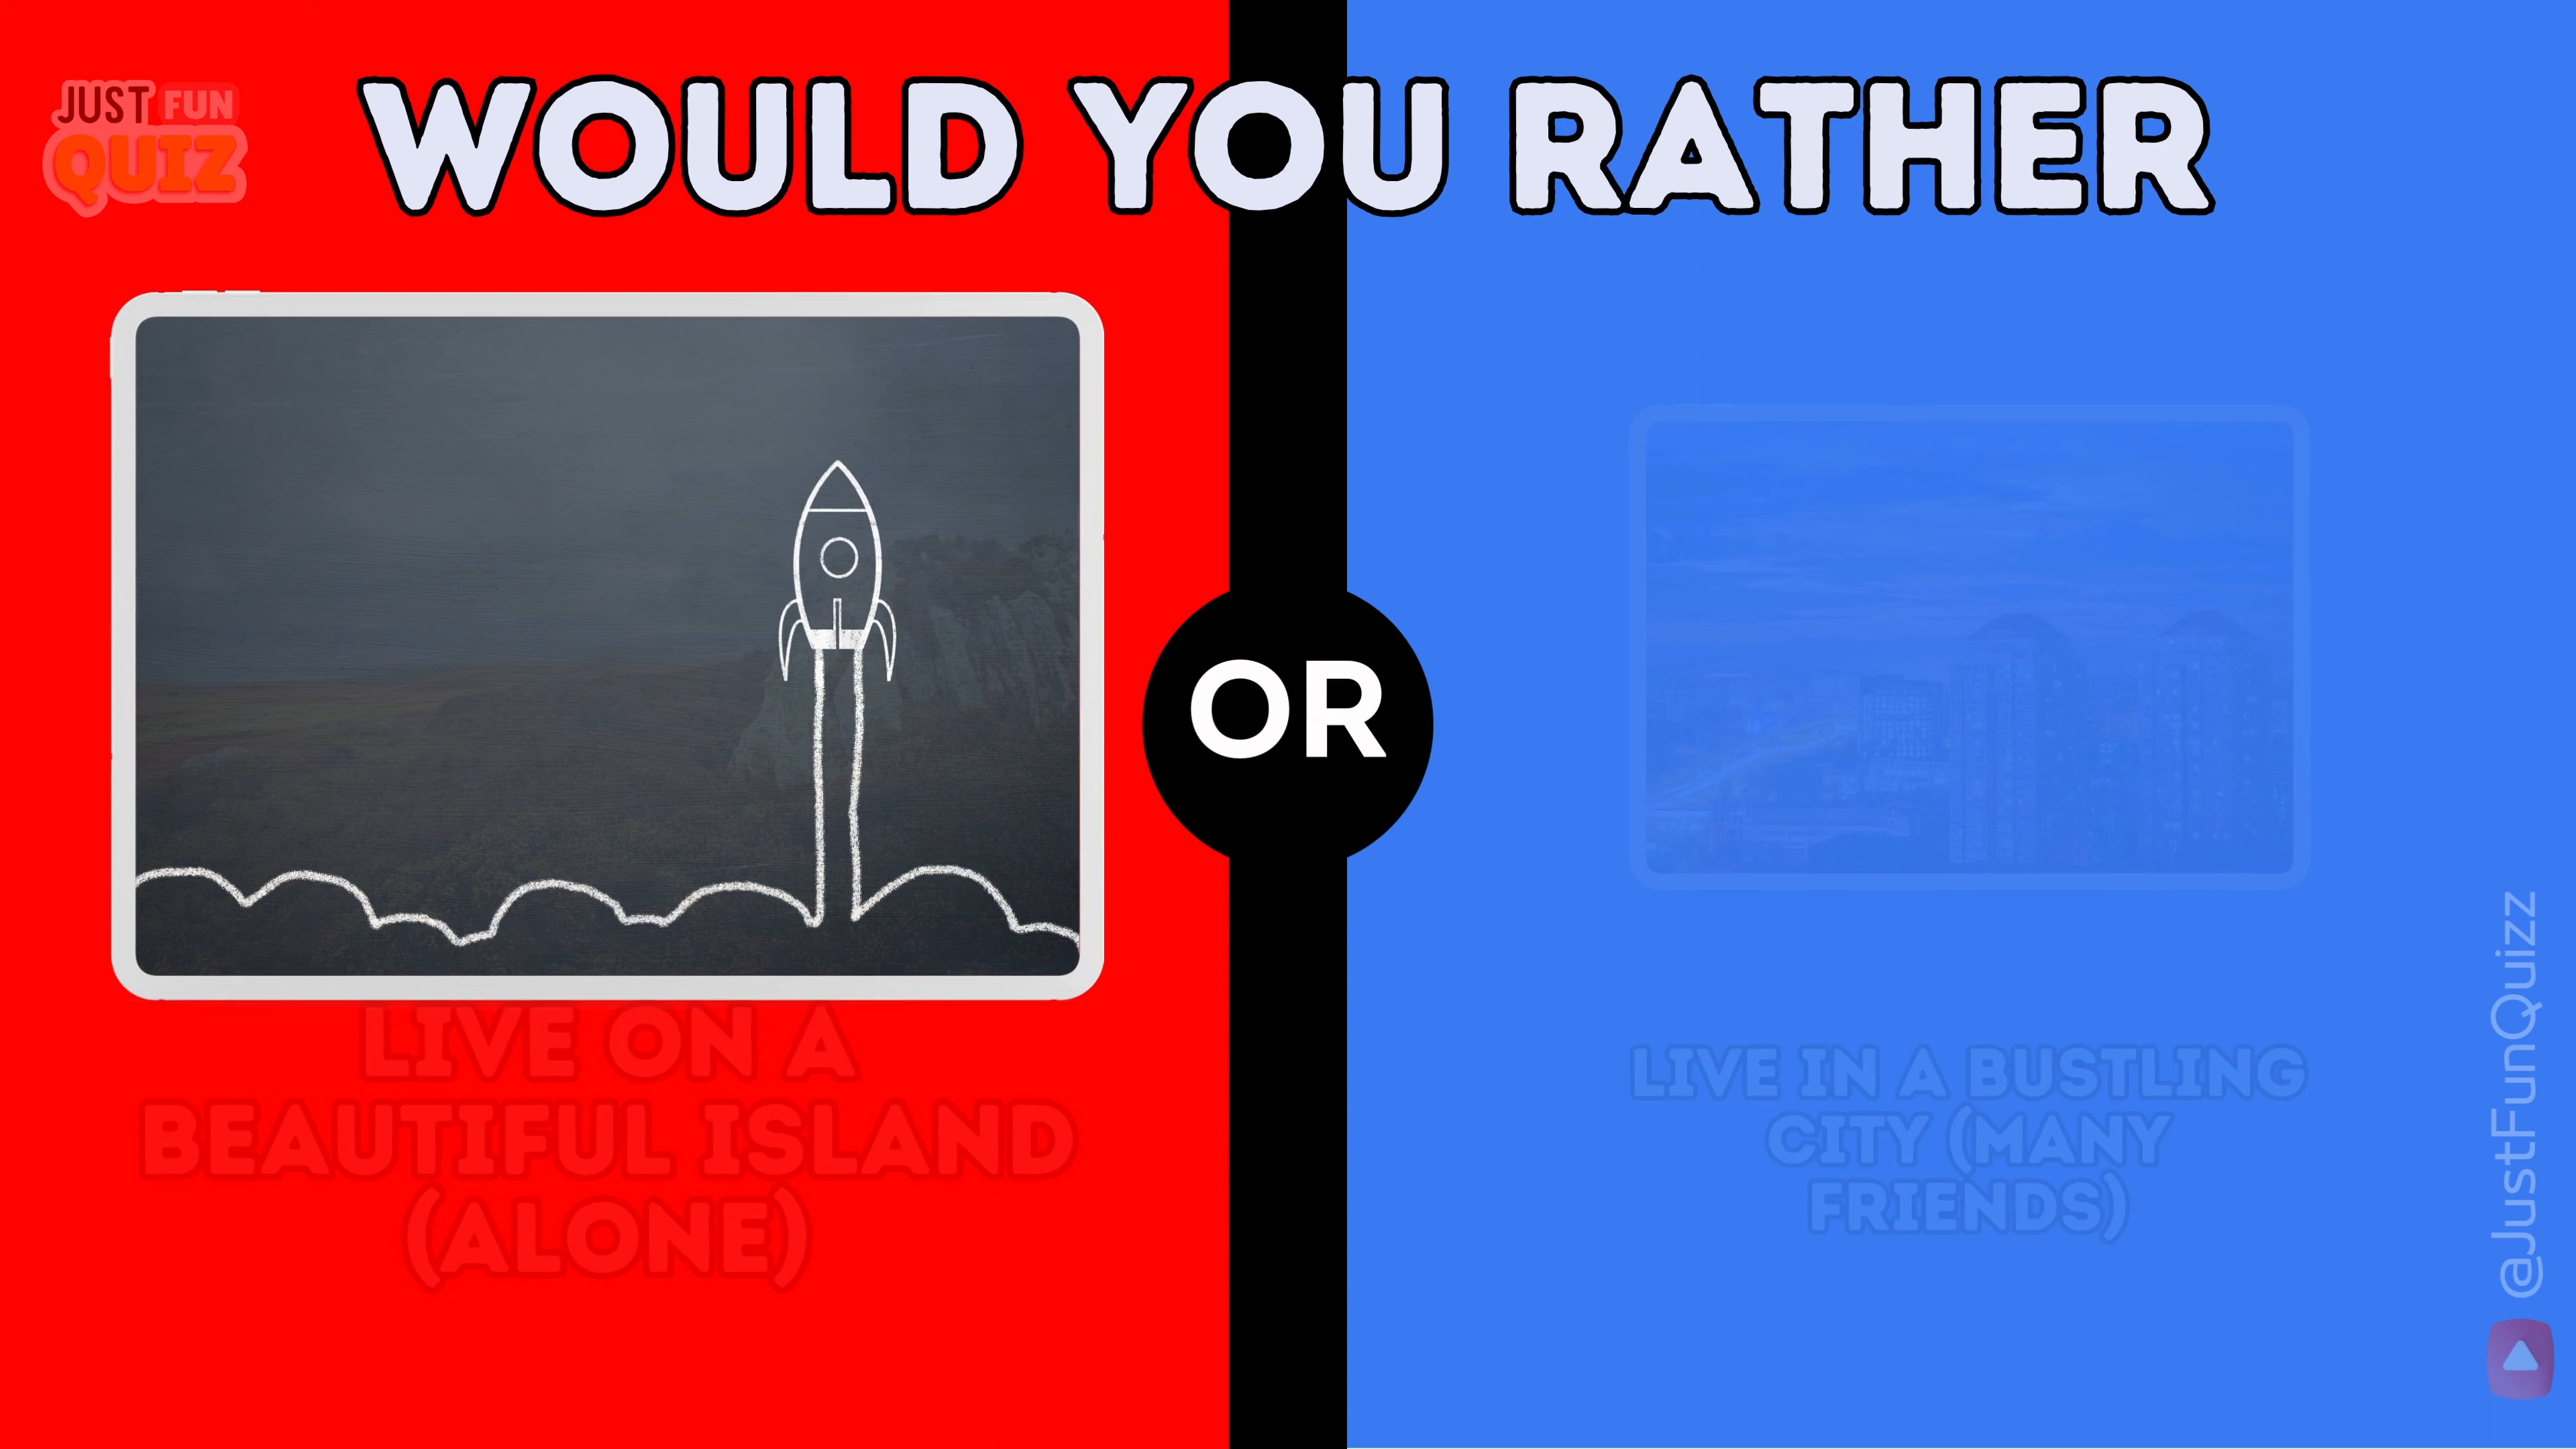 JUST FUN
QUIZ
WOULD YOU RATHER
OR
LIVE ON A
BEAUTIFUL ISLAND
(ALONE)
LIVE IN A BUSTLING
CITY (MANY
FRIENDS)
@JustFunQuizz